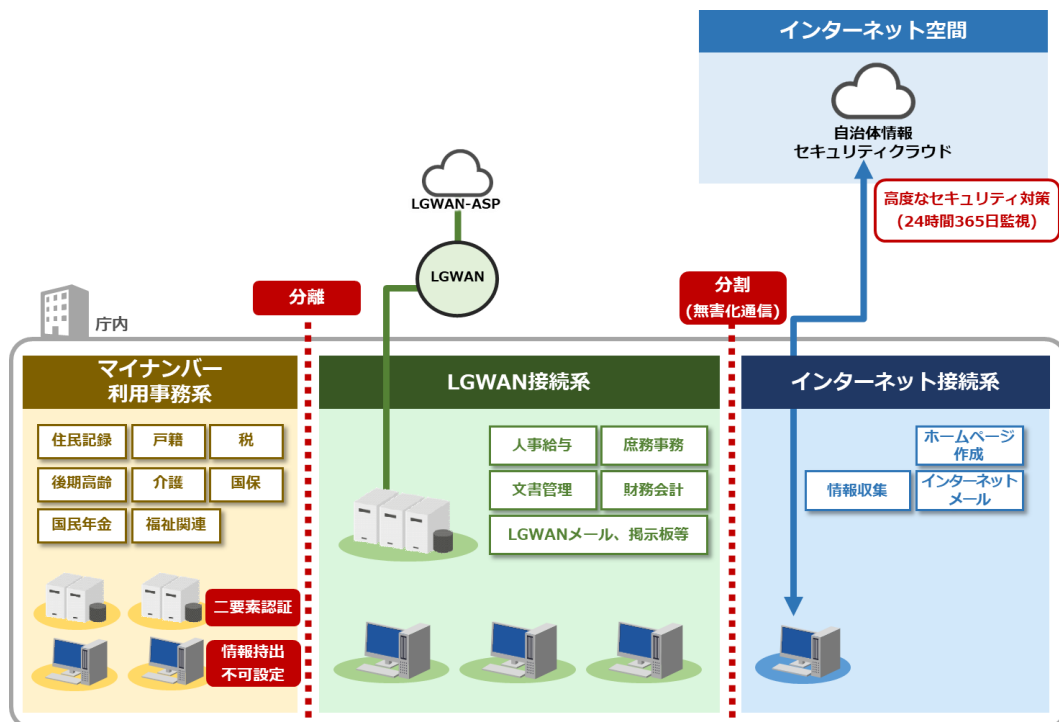 インターネット空間
自治体情報
セキュリティクラウド
高度なセキュリティ対策
(24時間365日監視)
LGWAN-ASP
LGWAN
分離
分割
(無害化通信)
庁内
マイナンバー
利用事務系
住民記録
戸籍
税
後期高齢
介護
国保
国民年金
福祉関連
二要素認証
情報持出
不可設定
LGWAN接続系
人事給与
庶務事務
文書管理
財務会計
LGWANメール、掲示板等
インターネット接続系
ホームページ
作成
情報収集
インターネット
メール